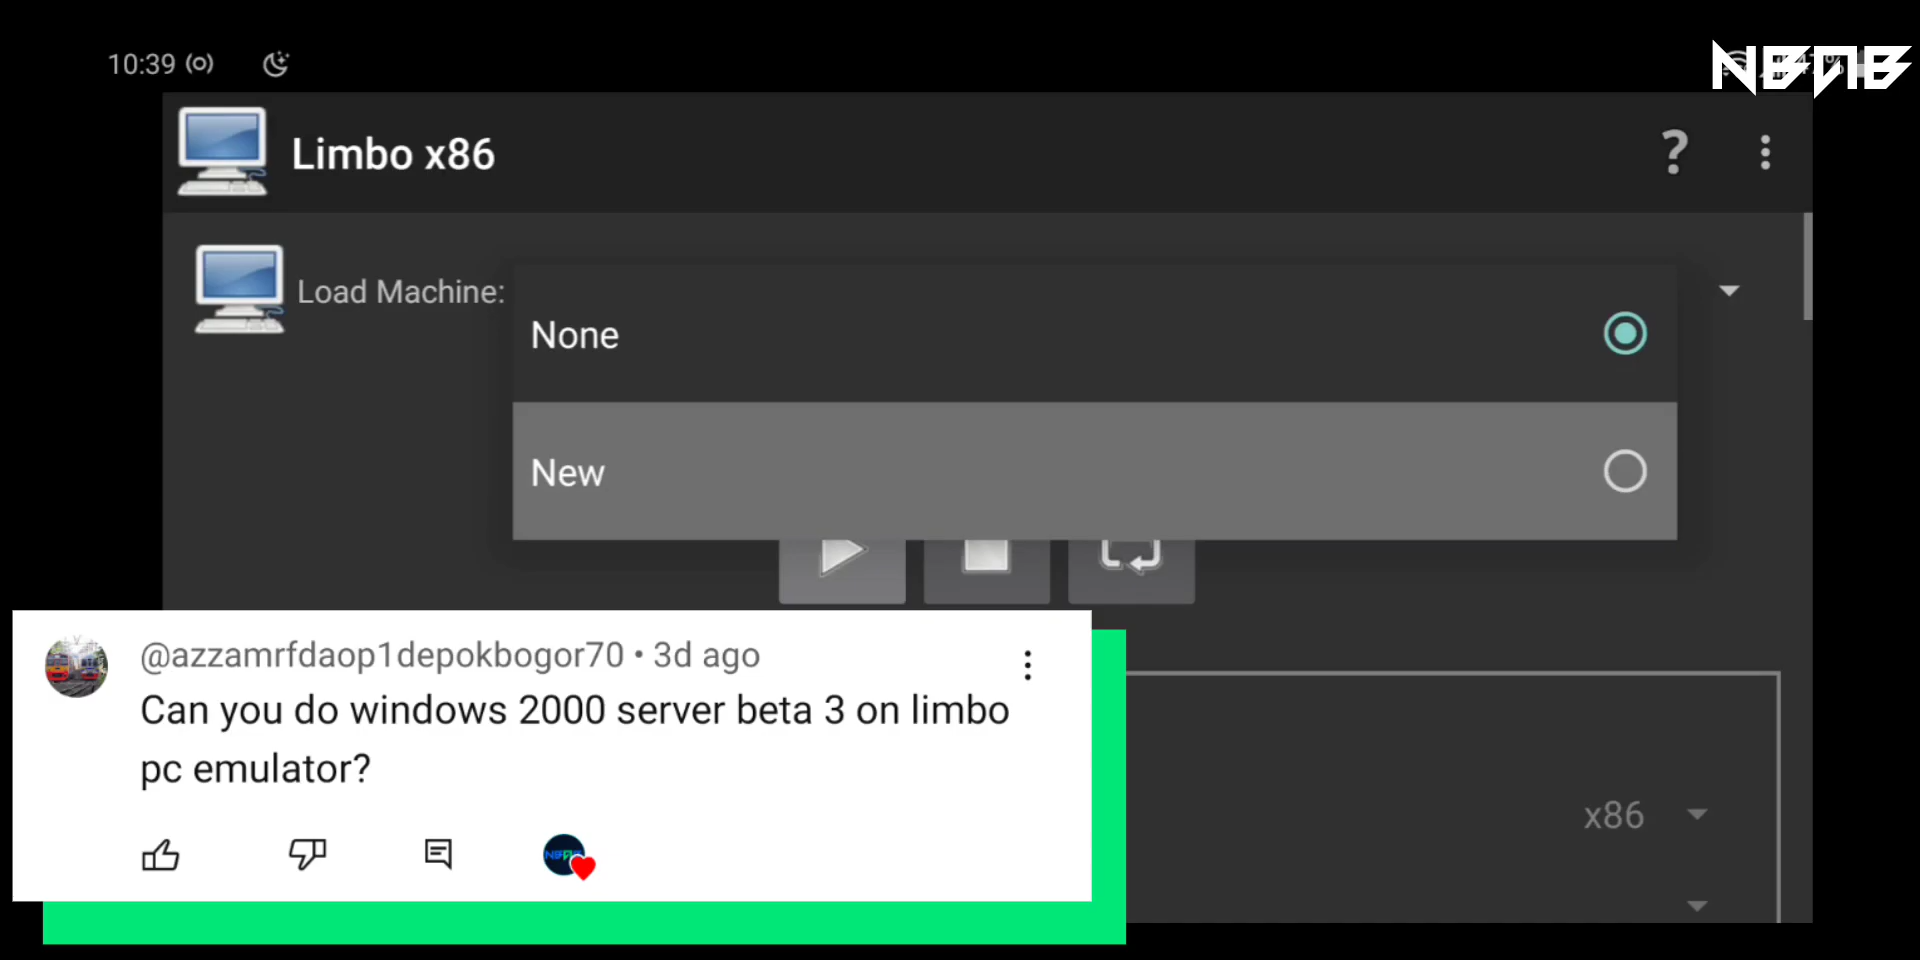 10:39
NBAB
Limbo x86
?
Load Machine:
None
New
@azzamrfdaop1depokbogor70 • 3d ago
Can you do windows 2000 server beta 3 on limbo
pc emulator?
x86